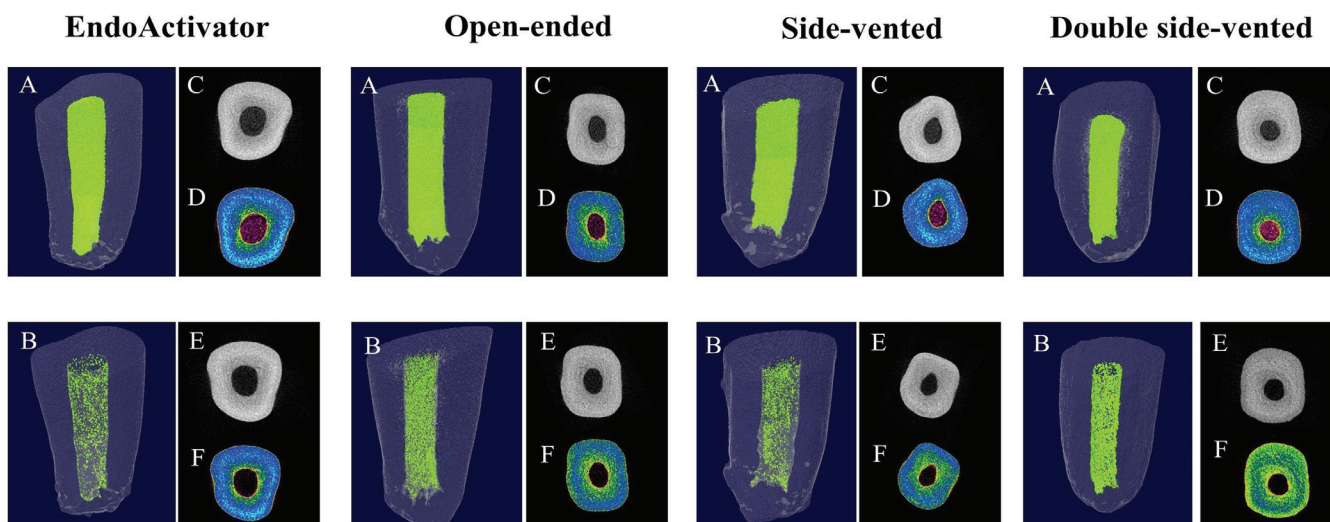 EndoActivator Open-ended Side-vented Double side-vented
A C A C A C A C
D D D D
B E B E B E B E
F F F F